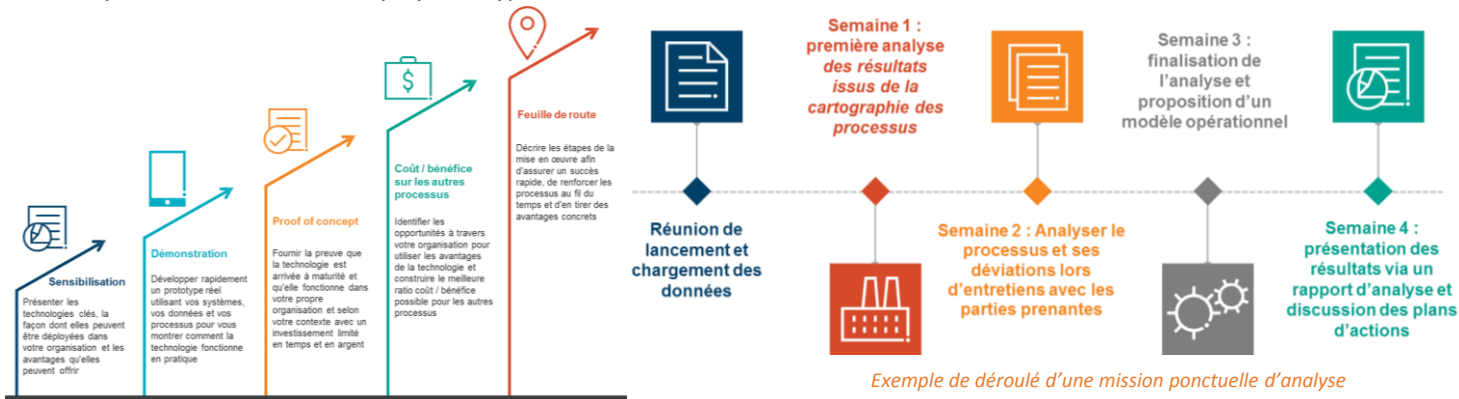 Sensibilisation
Présenter les
technologies clés, la
façon dont elles peuvent
être déployées dans
votre organisation et les
avantages qu'elles
peuvent offrir
Démonstration
Développer rapidement
un prototype réel
utilisant vos systèmes,
vos données et vos
processus pour vous
montrer comment la
technologie fonctionne
en pratique
Proof of concept
Fournir la preuve que
la technologie est
arrivée à maturité et
qu'elle fonctionne dans
votre propre
organisation et selon
votre contexte avec un
investissement limité
en temps et en argent
$
Coût / bénéfice
sur les autres
processus
Identifier les
opportunités à travers
votre organisation pour
utiliser les avantages
de la technologie et
construire le meilleure
ratio coût / bénéfice
possible pour les autres
processus
Feuille de route
Décrire les étapes de la
mise en œuvre afin
d'assurer un succès
rapide, de renforcer les
processus au fil du
temps et d'en tirer des
avantages concrets
Réunion de
lancement et
chargement des
données
Semaine 1 :
première analyse
des résultats
issus de la
cartographie des
processus
Semaine 2 : Analyser le
processus et ses
déviations lors
d'entretiens avec les
parties prenantes
Semaine 3 :
finalisation de
l'analyse et
proposition d'un
modèle opérationnel
Semaine 4 :
présentation des
résultats via un
rapport d'analyse et
discussion des plans
d'actions
Exemple de déroulé d'une mission ponctuelle d'analyse